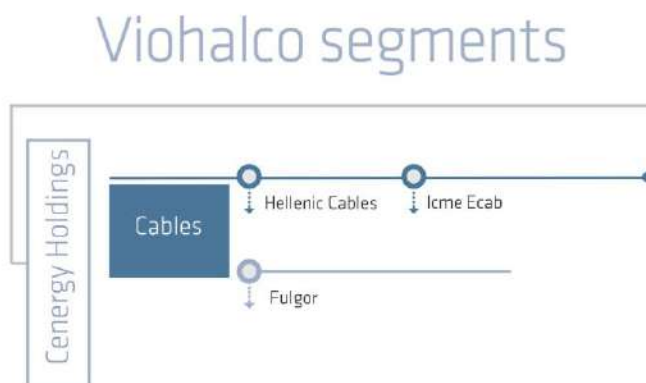 Viohalco segments
Cenergy Holdings
Cables
Hellenic Cables
Icme Ecab
Fulgor